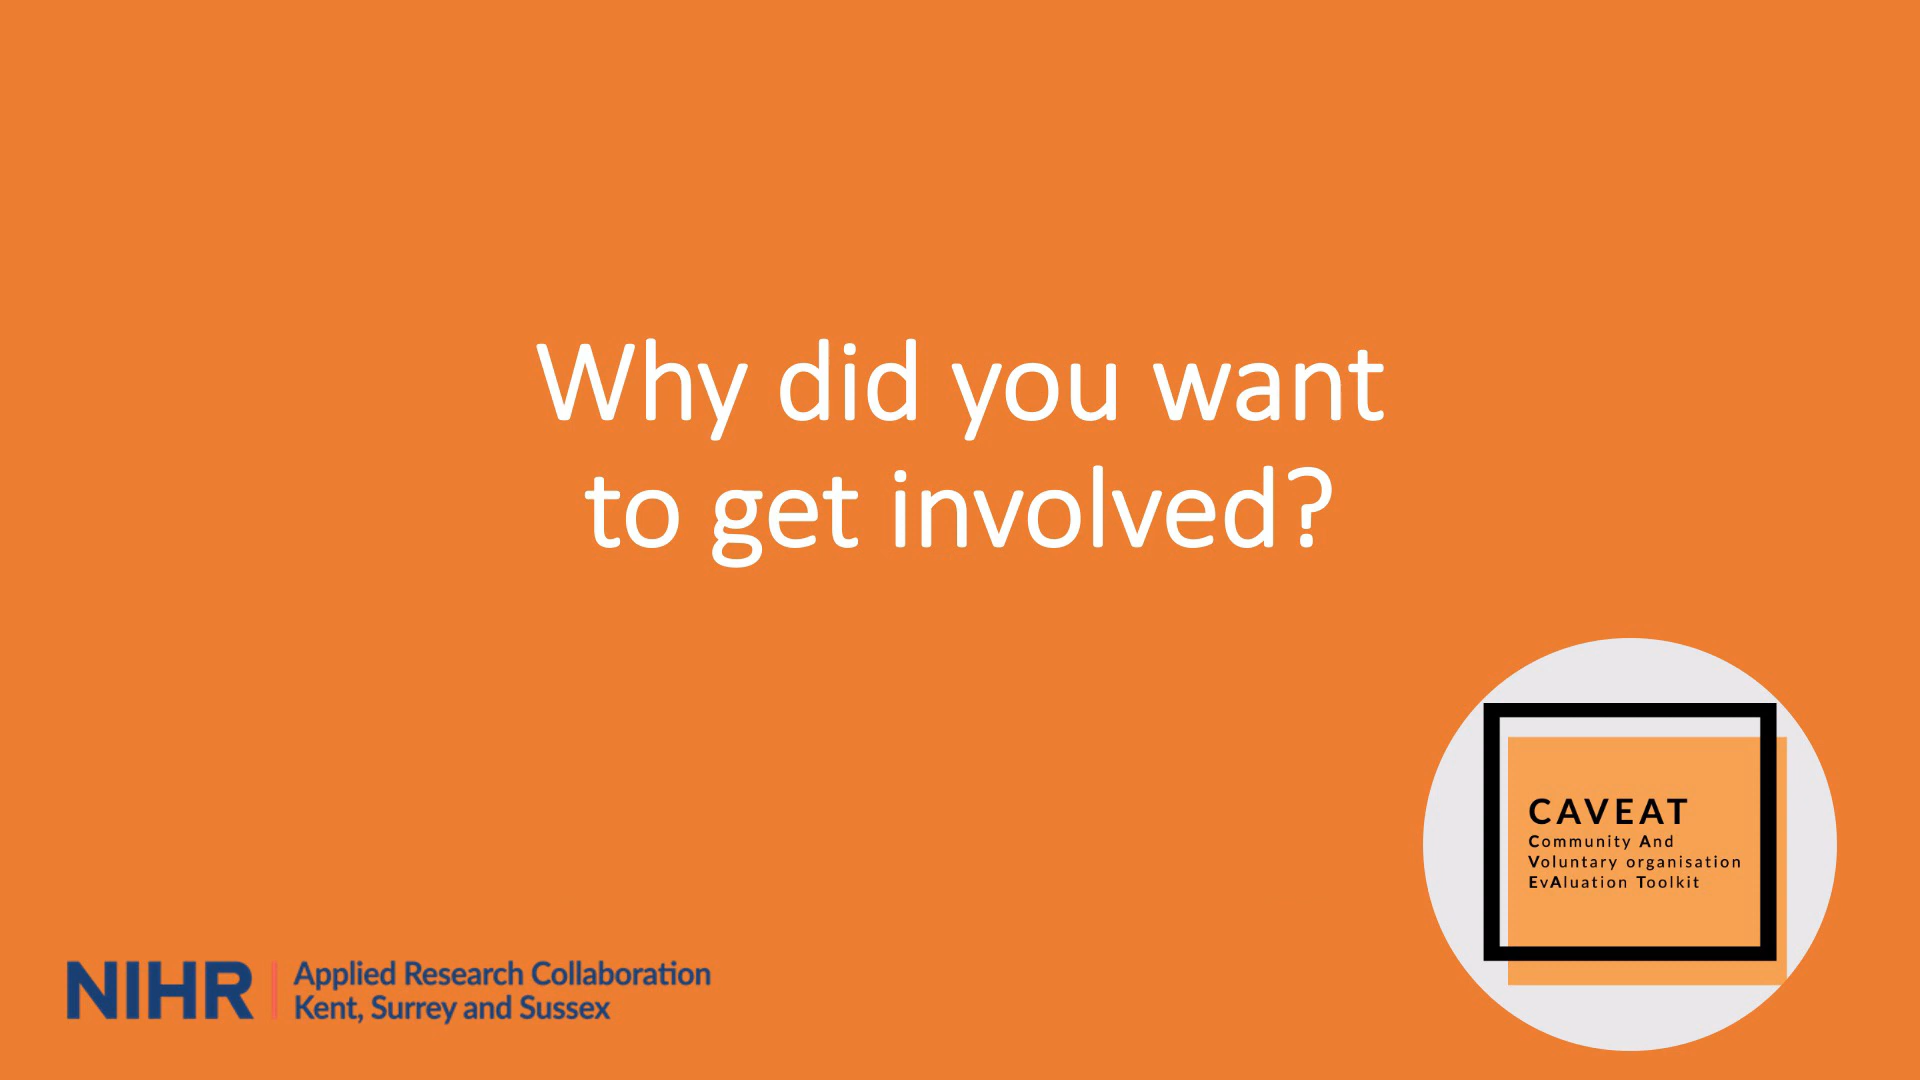 Why did you want
to get involved?
CAVEAT
Community And
Voluntary organisation
EvAluation Toolkit
NIHR
Applied Research Collaboration
Kent, Surrey and Sussex